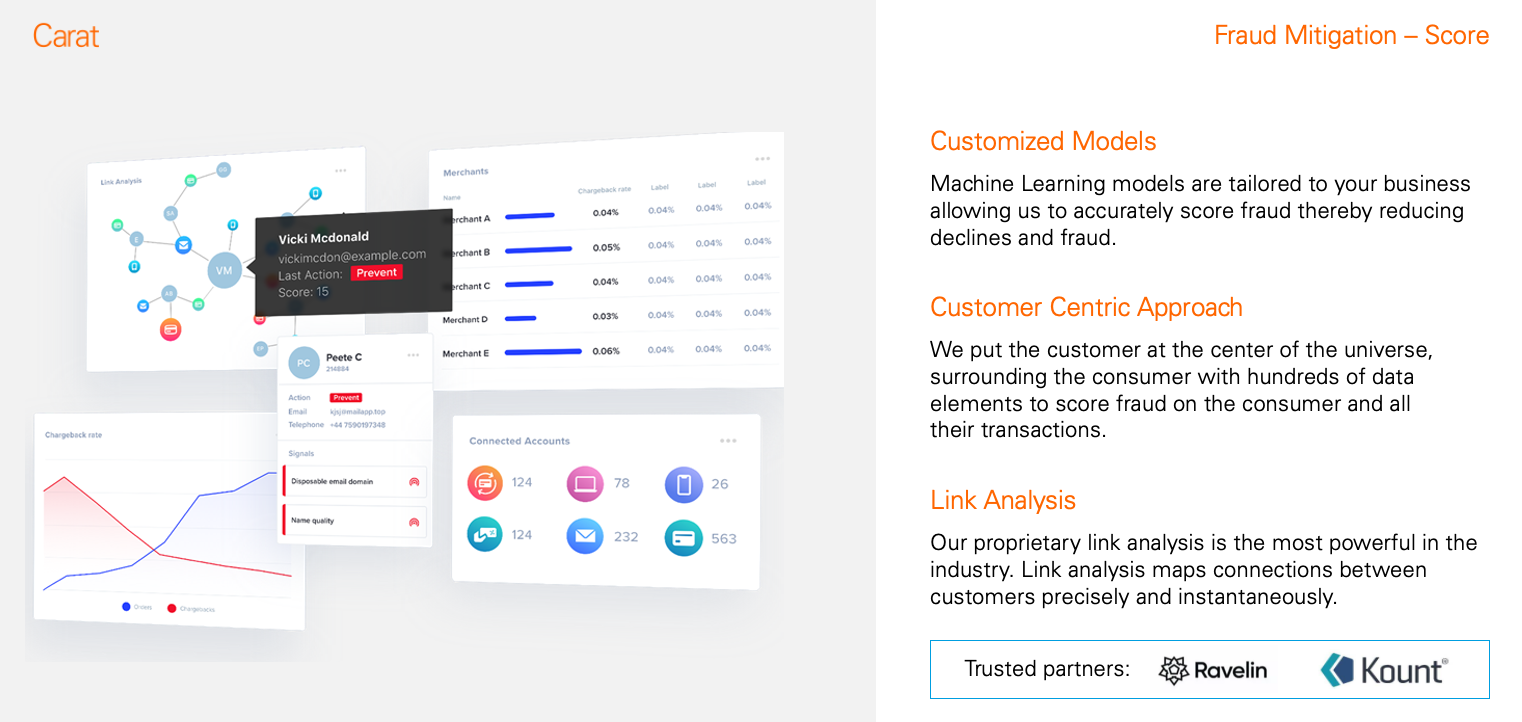 Carat
Fraud Mitigation – Score
Link Analysis
VM
Vicki Mcdonald
vickimcdon@example.com
Last Action: Prevent
Score: 15
Merchants
Name Chargeback rate Label Label Label
erchant A 0.04% 0.04% 0.04% 0.04%
erchant B 0.05% 0.04% 0.04% 0.04%
erchant C 0.04% 0.04% 0.04% 0.04%
Merchant D 0.03% 0.04% 0.04% 0.04%
Merchant E 0.06% 0.04% 0.04% 0.04%
PC
Peete C
214884
Action Prevent
Email kjsj@mailapp.top
Telephone +44 7590197348
Signals
Disposable email domain
Name quality
Chargeback rate
Orders Chargebacks
Connected Accounts
124 78 26
124 232 563
Customized Models
Machine Learning models are tailored to your business
allowing us to accurately score fraud thereby reducing
declines and fraud.
Customer Centric Approach
We put the customer at the center of the universe,
surrounding the consumer with hundreds of data
elements to score fraud on the consumer and all
their transactions.
Link Analysis
Our proprietary link analysis is the most powerful in the
industry. Link analysis maps connections between
customers precisely and instantaneously.
Trusted partners: Ravelin Kount®